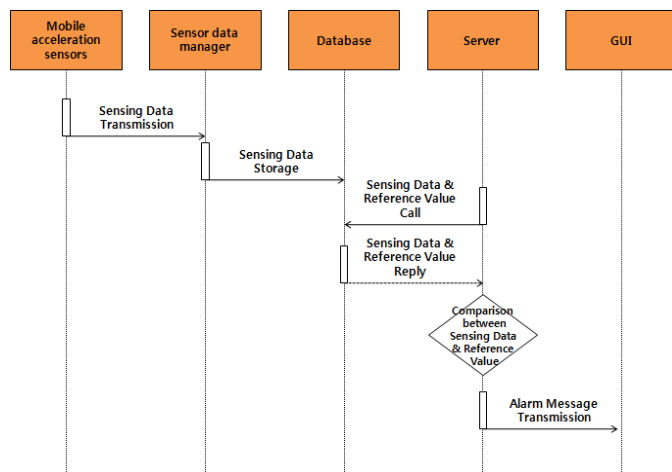 Mobile
acceleration
sensors
Sensor data
manager
Database
Server
GUI
Sensing Data
Transmission
Sensing Data
Storage
Sensing Data &
Reference Value
Call
Sensing Data &
Reference Value
Reply
Comparison
between
Sensing Data
& Reference
Value
Alarm Message
Transmission